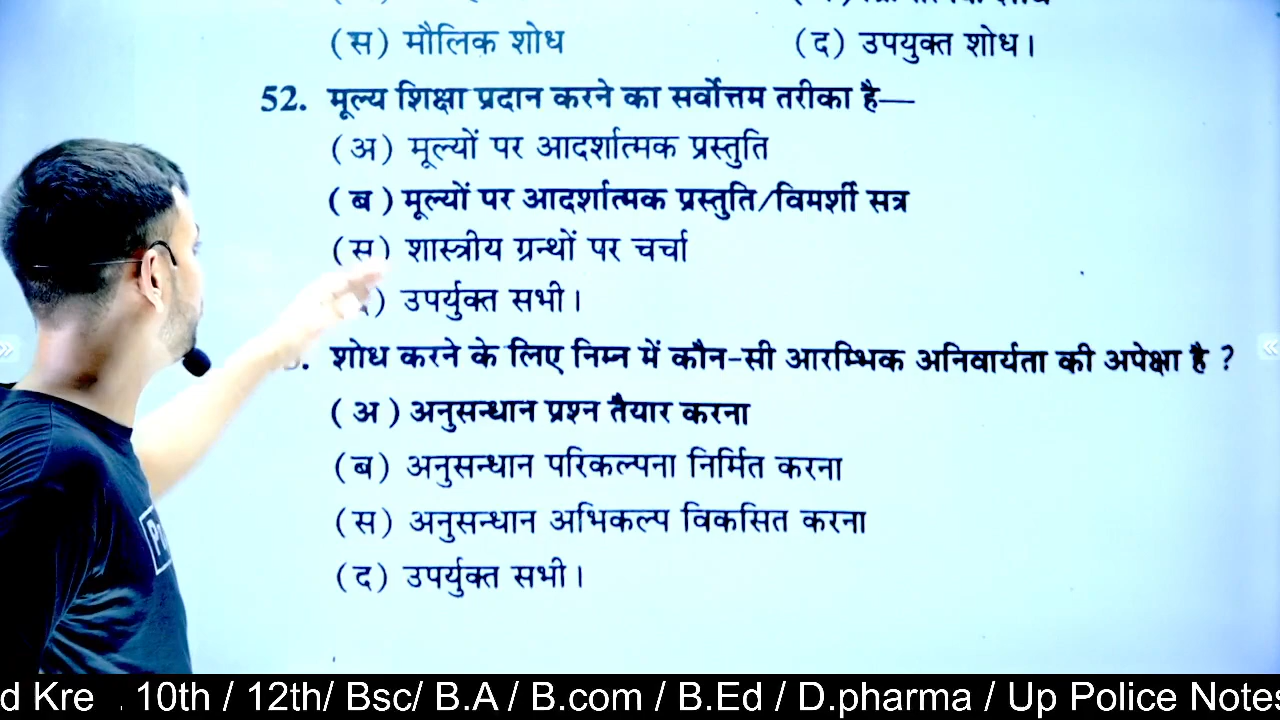 (स) मौलिक शोध (द) उपयुक्त शोध।
52. मूल्य शिक्षा प्रदान करने का सर्वोत्तम तरीका है—
(अ) मूल्यों पर आदर्शात्मक प्रस्तुति
(ब) मूल्यों पर आदर्शात्मक प्रस्तुति/विमर्शी सत्र
(स) शास्त्रीय ग्रन्थों पर चर्चा
) उपर्युक्त सभी।
. शोध करने के लिए निम्न में कौन-सी आरम्भिक अनिवार्यता की अपेक्षा है ?
(अ) अनुसन्धान प्रश्न तैयार करना
(ब) अनुसन्धान परिकल्पना निर्मित करना
(स) अनुसन्धान अभिकल्प विकसित करना
(द) उपर्युक्त सभी।
d Kre . 10th / 12th/ Bsc/ B.A / B.com / B.Ed / D.pharma / Up Police Notes